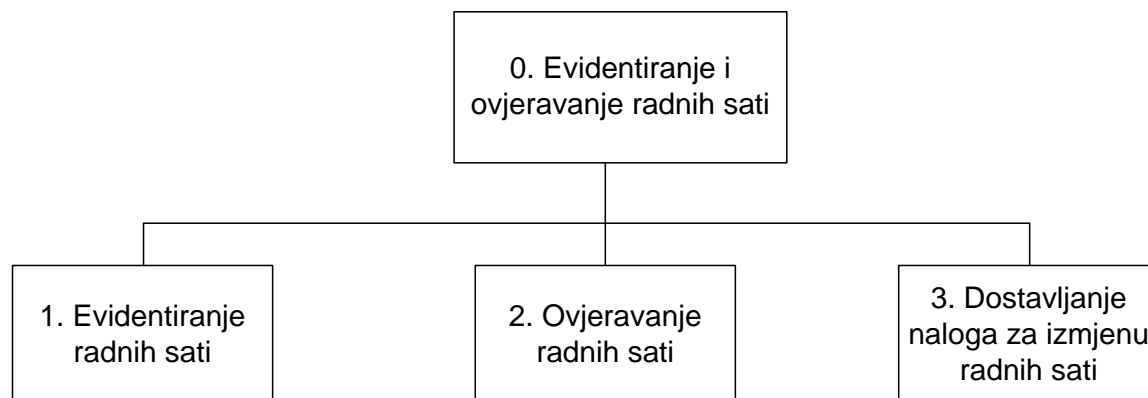 0. Evidentiranje i
ovjeravanje radnih sati
1. Evidentiranje
radnih sati
2. Ovjeravanje
radnih sati
3. Dostavljanje
naloga za izmjenu
radnih sati